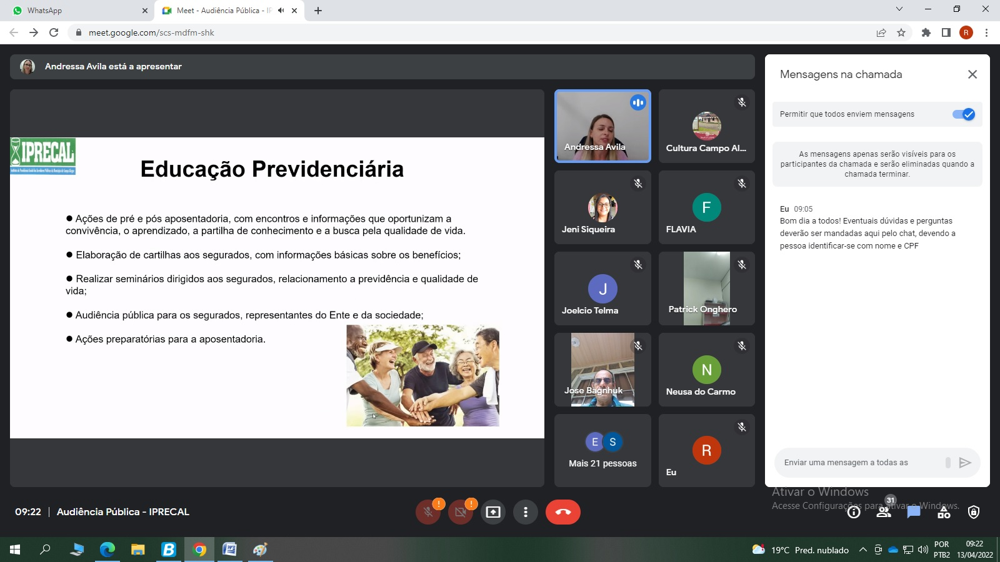 WhatsApp
Meet - Audiência Pública - IP
meet.google.com/scs-mdfm-shk
R
Andressa Avila está a apresentar
IPRECAL
Educação Previdenciária
● Ações de pré e pós aposentadoria, com encontros e informações que oportunizam a
convivência, o aprendizado, a partilha de conhecimento e a busca pela qualidade de vida.
● Elaboração de cartilhas aos segurados, com informações básicas sobre os benefícios;
● Realizar seminários dirigidos aos segurados, relacionamento a previdência e qualidade de
vida;
● Audiência pública para os segurados, representantes do Ente e da sociedade;
● Ações preparatórias para a aposentadoria.
Andressa Avila
Cultura Campo Al...
Jeni Siqueira
F
FLAVIA
J
Joelcio Telma
Patrick Onghero
Jose Bagnhuk
N
Neusa do Carmo
E S
Mais 21 pessoas
R
Eu
Mensagens na chamada
Permitir que todos enviem mensagens
As mensagens apenas serão visíveis para os
participantes da chamada e serão eliminadas quando a
chamada terminar.
Eu 09:05
Bom dia a todos! Eventuais dúvidas e perguntas
deverão ser mandadas aqui pelo chat, devendo a
pessoa identificar-se com nome e CPF
Enviar uma mensagem a todas as
Ativar o Windows
Acesse Configurações para ativar o Windows.
09:22 | Audiência Pública - IPRECAL
31
19°C Pred. nublado
POR
PTB2
09:22
13/04/2022